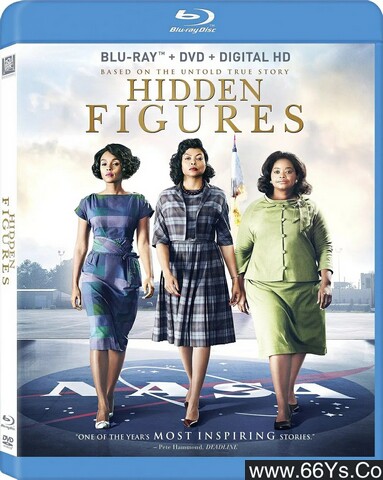 Blu-ray Disc
BLU-RAY™ + DVD + DIGITAL HD
BASED ON THE UNTOLD TRUE STORY
HIDDEN
FIGURES
HIDDEN
FIGURES
NASA
"ONE OF THE YEAR'S MOST INSPIRING STORIES."
– Pete Hammond, DEADLINE
DVD
www.66Ys.Co